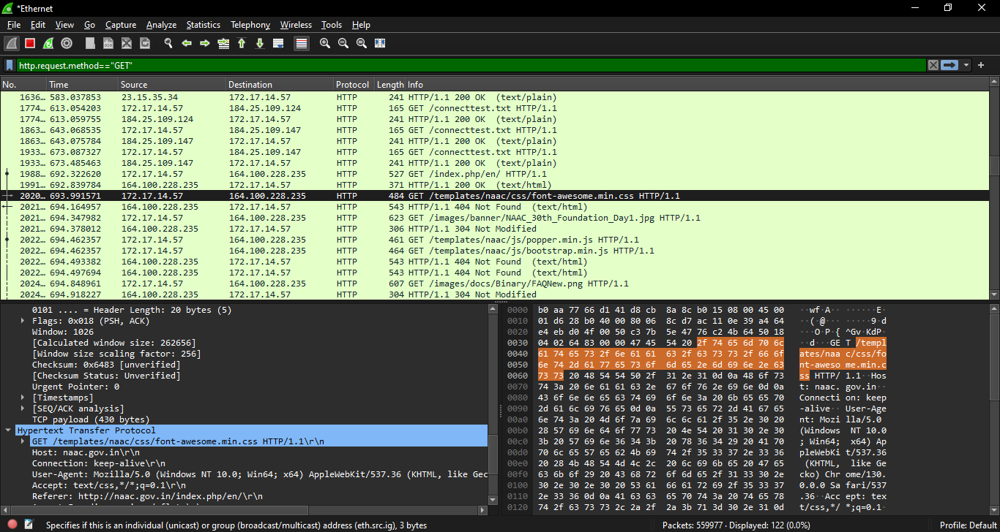 *Ethernet
File Edit View Go Capture Analyze Statistics Telephony Wireless Tools Help
http.request.method=="GET"
No. Time Source Destination Protocol Length Info
1636… 583.037853 23.15.35.34 172.17.14.57 HTTP 241 HTTP/1.1 200 OK (text/plain)
1774… 613.054203 172.17.14.57 184.25.109.124 HTTP 165 GET /connecttest.txt HTTP/1.1
1774… 613.059755 184.25.109.124 172.17.14.57 HTTP 241 HTTP/1.1 200 OK (text/plain)
1863… 643.068535 172.17.14.57 184.25.109.147 HTTP 165 GET /connecttest.txt HTTP/1.1
1863… 643.075784 184.25.109.147 172.17.14.57 HTTP 241 HTTP/1.1 200 OK (text/plain)
1933… 673.087327 172.17.14.57 184.25.109.147 HTTP 165 GET /connecttest.txt HTTP/1.1
1933… 673.485463 184.25.109.147 172.17.14.57 HTTP 241 HTTP/1.1 200 OK (text/plain)
1988… 692.322620 172.17.14.57 164.100.228.235 HTTP 527 GET /index.php/en/ HTTP/1.1
1991… 692.839784 164.100.228.235 172.17.14.57 HTTP 371 HTTP/1.1 200 OK (text/html)
2020… 693.991571 172.17.14.57 164.100.228.235 HTTP 484 GET /templates/naac/css/font-awesome.min.css HTTP/1.1
2021… 694.164957 164.100.228.235 172.17.14.57 HTTP 543 HTTP/1.1 404 Not Found (text/html)
2021… 694.347982 172.17.14.57 164.100.228.235 HTTP 623 GET /images/banner/NAAC_30th_Foundation_Day1.jpg HTTP/1.1
2021… 694.378012 164.100.228.235 172.17.14.57 HTTP 306 HTTP/1.1 304 Not Modified
2022… 694.462357 172.17.14.57 164.100.228.235 HTTP 461 GET /templates/naac/js/popper.min.js HTTP/1.1
2022… 694.462357 172.17.14.57 164.100.228.235 HTTP 464 GET /templates/naac/js/bootstrap.min.js HTTP/1.1
2022… 694.493382 164.100.228.235 172.17.14.57 HTTP 543 HTTP/1.1 404 Not Found (text/html)
2022… 694.497694 164.100.228.235 172.17.14.57 HTTP 543 HTTP/1.1 404 Not Found (text/html)
2024… 694.848961 172.17.14.57 164.100.228.235 HTTP 607 GET /images/docs/Binary/FAQNew.png HTTP/1.1
2024… 694.918227 164.100.228.235 172.17.14.57 HTTP 304 HTTP/1.1 304 Not Modified
0101 .... = Header Length: 20 bytes (5)
Flags: 0x018 (PSH, ACK)
Window: 1026
[Calculated window size: 262656]
[Window size scaling factor: 256]
Checksum: 0x6483 [unverified]
[Checksum Status: Unverified]
Urgent Pointer: 0
[Timestamps]
[SEQ/ACK analysis]
TCP payload (430 bytes)
Hypertext Transfer Protocol
GET /templates/naac/css/font-awesome.min.css HTTP/1.1\r\n
Host: naac.gov.in\r\n
Connection: keep-alive\r\n
User-Agent: Mozilla/5.0 (Windows NT 10.0; Win64; x64) AppleWebKit/537.36 (KHTML, like Gec
Accept: text/css,*/*;q=0.1\r\n
Referer: http://naac.gov.in/index.php/en/\r\n
0000 b0 aa 77 66 d1 41 d8 cb 8a 8c b0 15 08 00 45 00 ··wf·A·· ······E·
0010 01 d6 28 b0 40 00 80 06 8c d7 ac 11 0e 39 a4 64 ··(·@··· ·····9·d
0020 e4 eb d0 4f 00 50 c3 7b 5e 47 76 c2 4b 64 50 18 ···O·P·{ ^Gv·KdP·
0030 04 02 64 83 00 00 47 45 54 20 2f 74 65 6d 70 6c ··d···GE T /templ
0040 61 74 65 73 2f 6e 61 61 63 2f 63 73 73 2f 66 6f ates/naa c/css/fo
0050 6e 74 2d 61 77 65 73 6f 6d 65 2e 6d 69 6e 2e 63 nt-aweso me.min.c
0060 73 73 20 48 54 54 50 2f 31 2e 31 0d 0a 48 6f 73 ss HTTP/ 1.1··Hos
0070 74 3a 20 6e 61 61 63 2e 67 6f 76 2e 69 6e 0d 0a t: naac. gov.in··
0080 43 6f 6e 6e 65 63 74 69 6f 6e 3a 20 6b 65 65 70 Connecti on: keep
0090 2d 61 6c 69 76 65 0d 0a 55 73 65 72 2d 41 67 65 -alive·· User-Age
00a0 6e 74 3a 20 4d 6f 7a 69 6c 6c 61 2f 35 2e 30 20 nt: Mozi lla/5.0
00b0 28 57 69 6e 64 6f 77 73 20 4e 54 20 31 30 2e 30 (Windows NT 10.0
00c0 3b 20 57 69 6e 36 34 3b 20 78 36 34 29 20 41 70 ; Win64; x64) Ap
00d0 70 6c 65 57 65 62 4b 69 74 2f 35 33 37 2e 33 36 pleWebKi t/537.36
00e0 20 28 4b 48 54 4d 4c 2c 20 6c 69 6b 65 20 47 65 (KHTML, like Ge
00f0 63 6b 6f 29 20 43 68 72 6f 6d 65 2f 31 33 30 2e cko) Chr ome/130.
0100 30 2e 30 2e 30 20 53 61 66 61 72 69 2f 35 33 37 0.0.0 Sa fari/537
0110 2e 33 36 0d 0a 41 63 63 65 70 74 3a 20 74 65 78 .36··Acc ept: tex
0120 74 2f 63 73 73 2c 2a 2f 2a 3b 71 3d 30 2e 31 0d t/css,*/ *;q=0.1·
Specifies if this is an individual (unicast) or group (broadcast/multicast) address (eth.src.ig), 3 bytes
Packets: 559977 · Displayed: 122 (0.0%)
Profile: Default